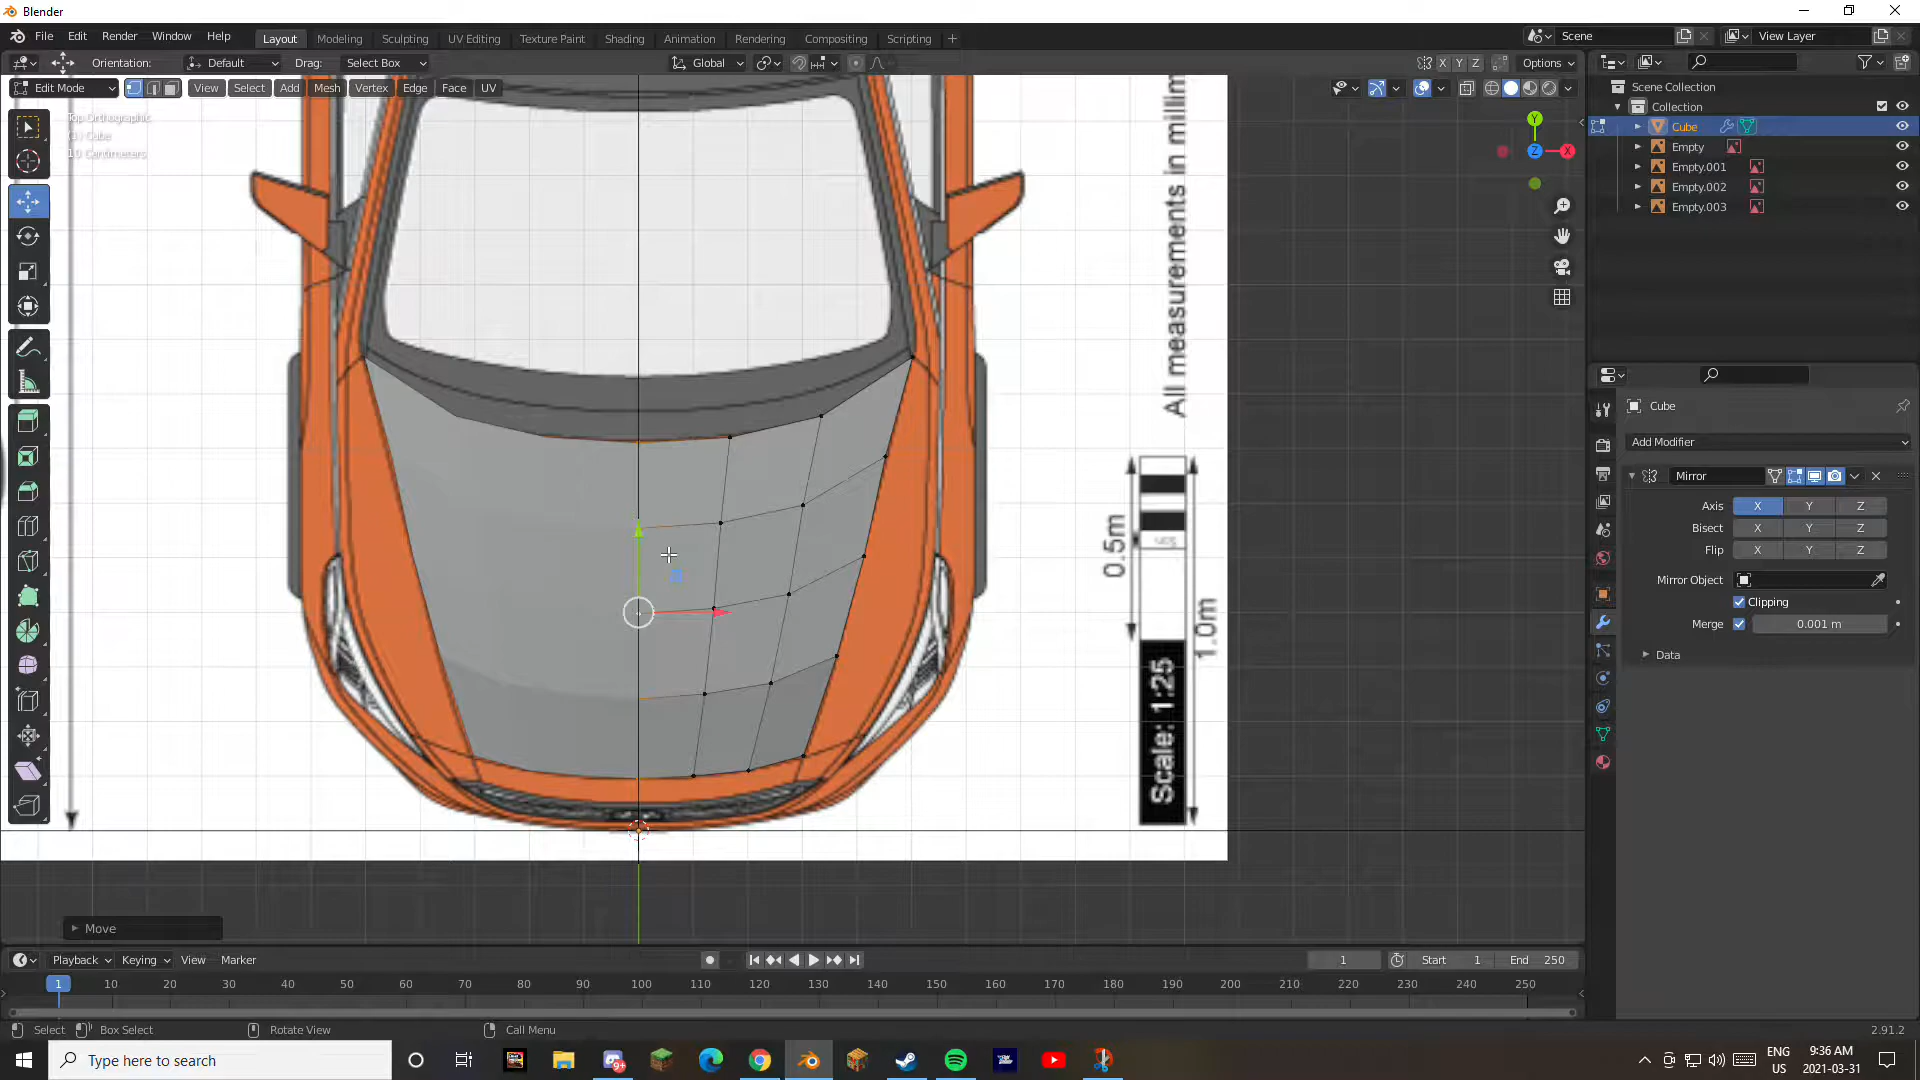 Blender
File Edit Render Window Help
Layout Modeling Sculpting UV Editing Texture Paint Shading Animation Rendering Compositing Scripting +
Scene View Layer
Orientation: Default Drag: Select Box Global X Y Z Options
Edit Mode View Select Add Mesh Vertex Edge Face UV
Top Orthographic
(1) Cube
10 Centimeters
Y
Z X
Scene Collection
Collection
Cube
Empty
Empty.001
Empty.002
Empty.003
All measurements in millim
0.5m
1.0m
Scale: 1:25
Cube
Add Modifier
Mirror
Axis X Y Z
Bisect X Y Z
Flip X Y Z
Mirror Object
Clipping
Merge 0.001 m
Data
Move
Playback Keying View Marker 1 Start 1 End 250
1 10 20 30 40 50 60 70 80 90 100 110 120 130 140 150 160 170 180 190 200 210 220 230 240 250
Select Box Select Rotate View Call Menu 2.91.2
Type here to search
ENG
US
9:36 AM
2021-03-31